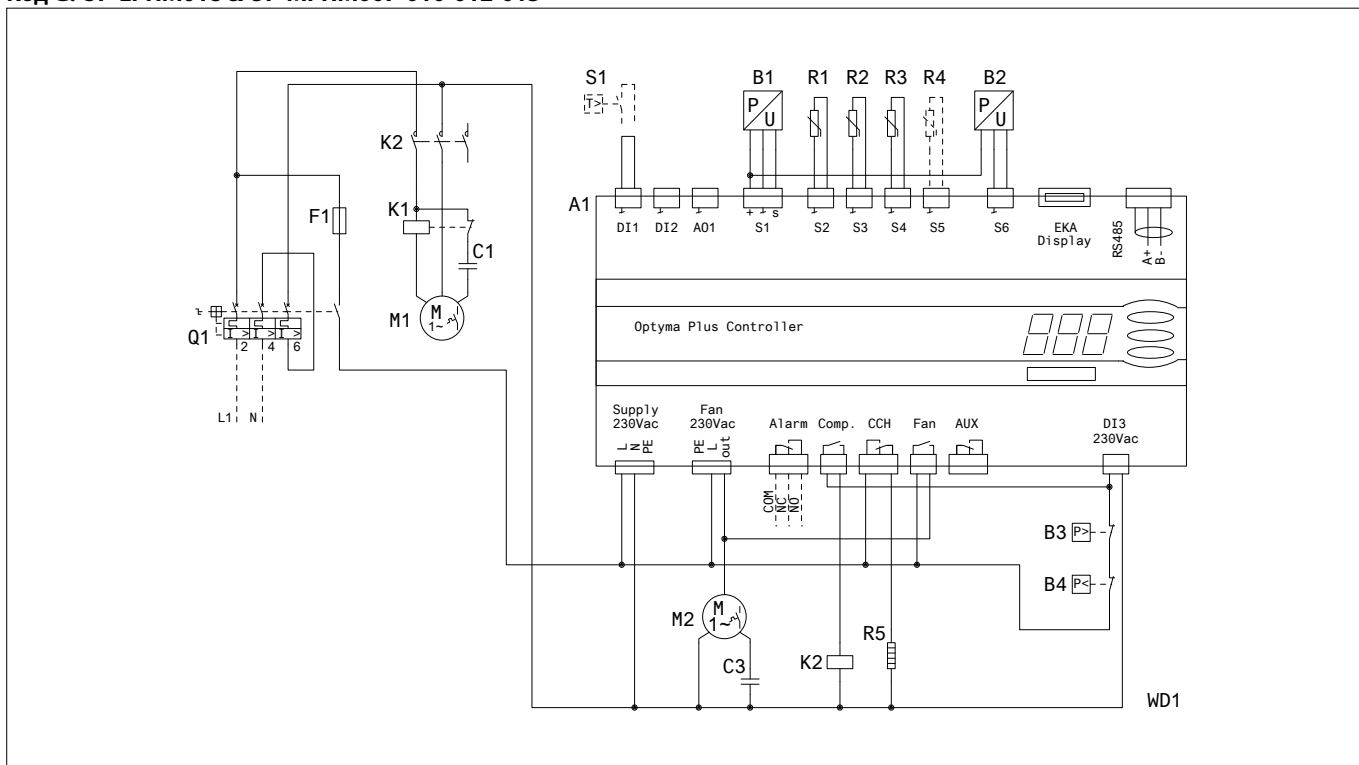 S1
B1
R1
R2
R3
R4
B2
T>
P
U
P
U
K2
A1
F1
K1
C1
+
s
DI1
DI2
AO1
S1
S2
S3
S4
S5
S6
EKA
Display
RS485
A+
B-
M1
M
1~
Q1
I > I > I >
2 4 6
L1 N
Optyma Plus Controller
Supply
230Vac
Fan
230Vac
Alarm
Comp.
CCH
Fan
AUX
DI3
230Vac
L
N
PE
PE
L
out
COM
NC
NO
B3 P>
B4 P<
M2
M
1~
C3
K2
R5
WD1